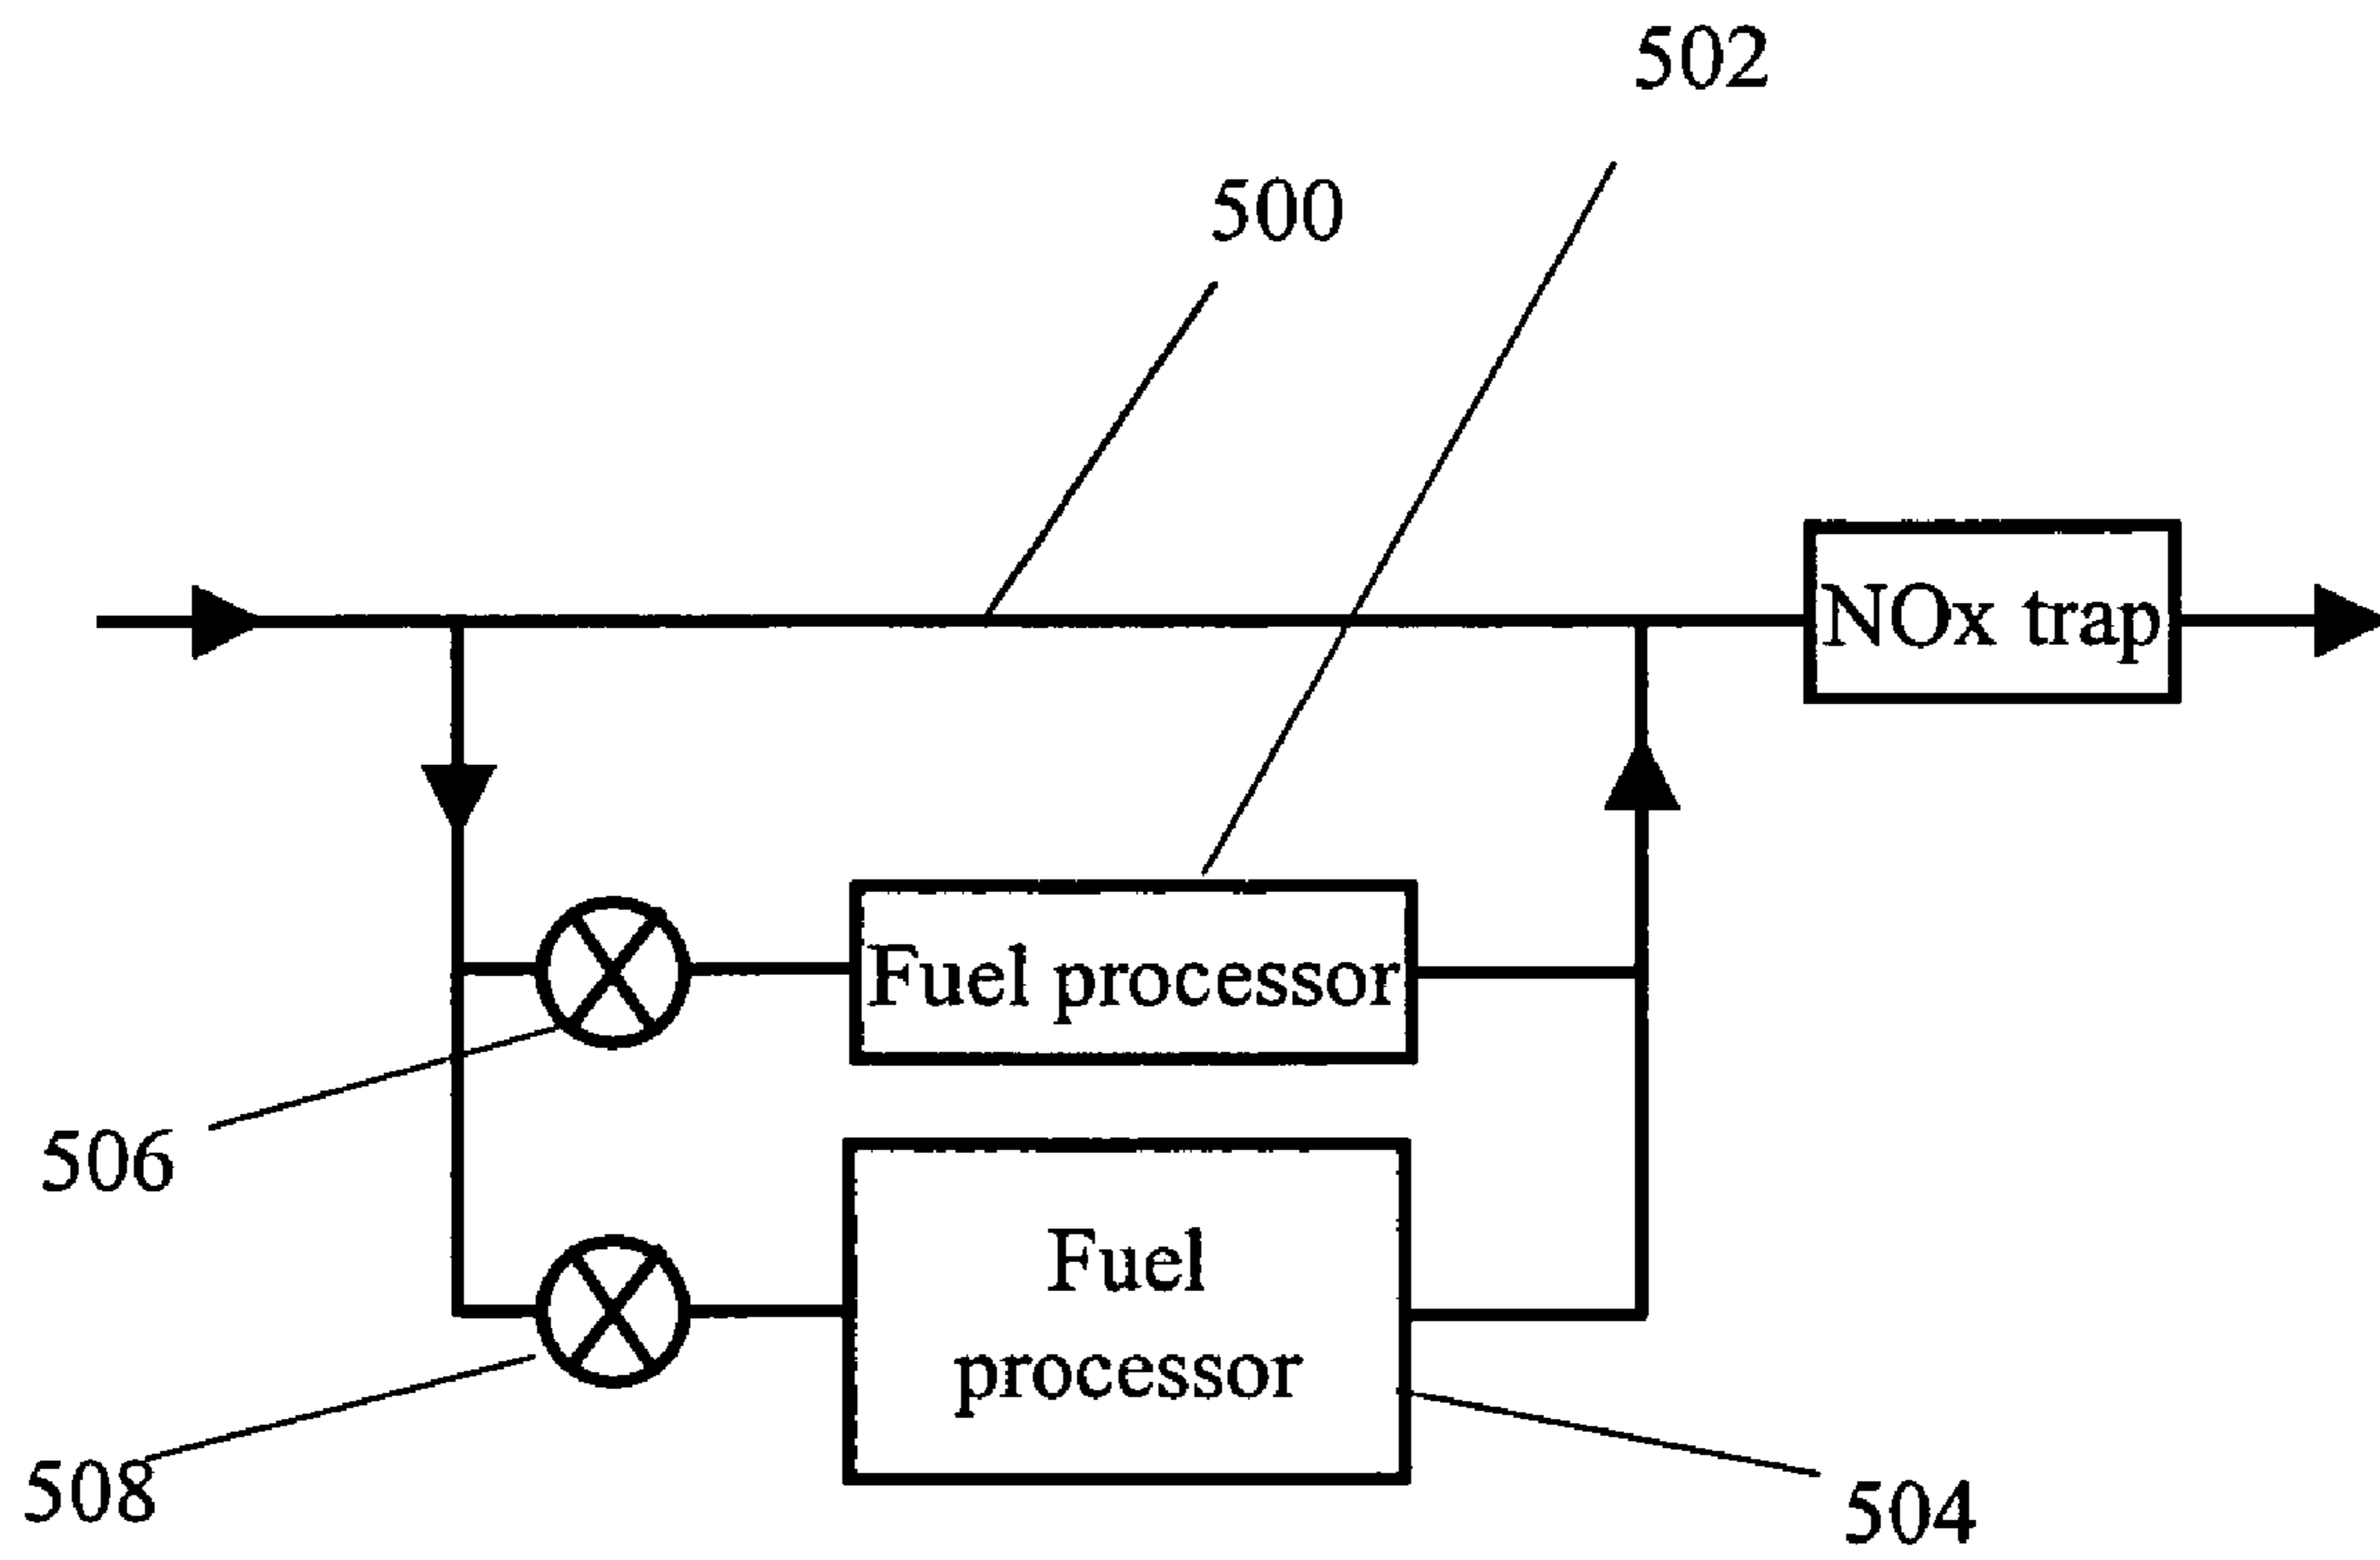 502
500
NOx trap
Fuel processor
506
Fuel
processor
508
504